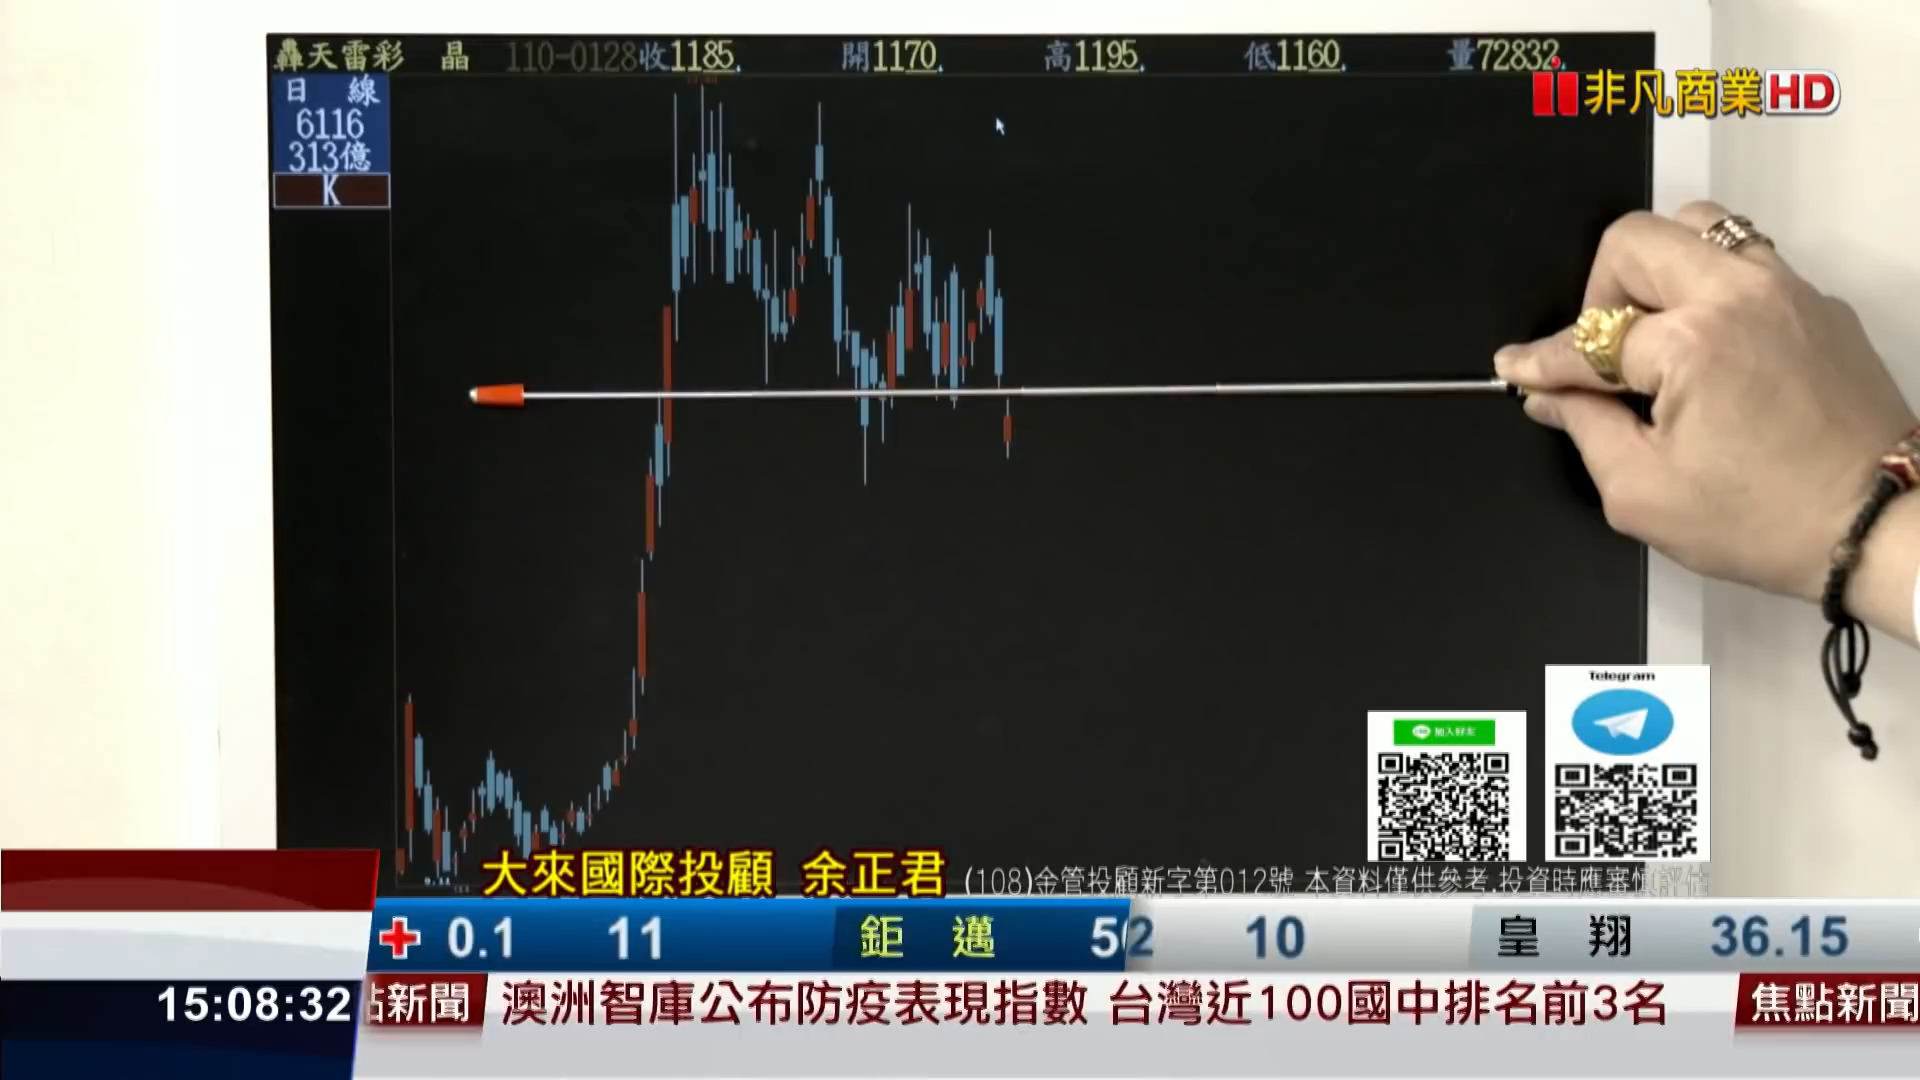 轟天雷彩 晶 110-0128收1185. 開1170. 高1195. 低1160. 量72832.
非凡商業HD
日 線
6116
313億
K
Telegram
加入好友
大來國際投顧 余正君 (108)金管投顧新字第012號 本資料僅供參考,投資時應審慎評估
0.1 11 鉅 邁 10 皇 翔 36.15
15:08:32 點新聞 澳洲智庫公布防疫表現指數 台灣近100國中排名前3名 焦點新聞